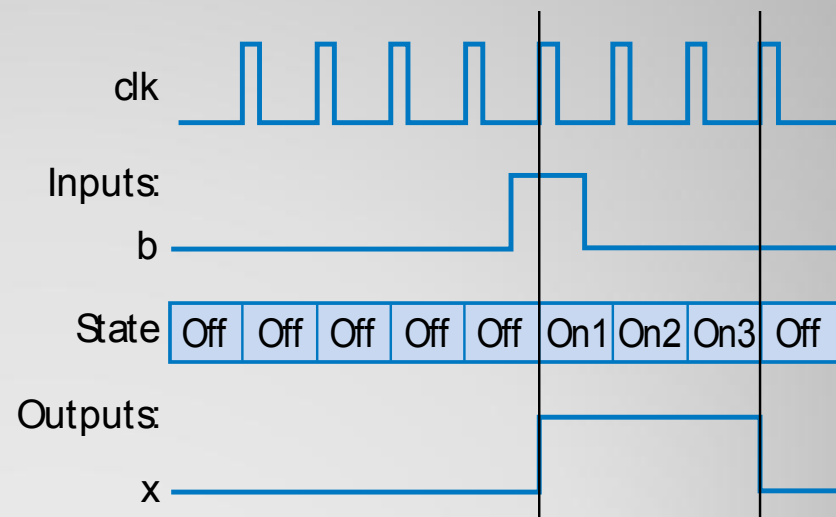 clk
Inputs:
b
State Off Off Off Off Off On1 On2 On3 Off
Outputs:
x